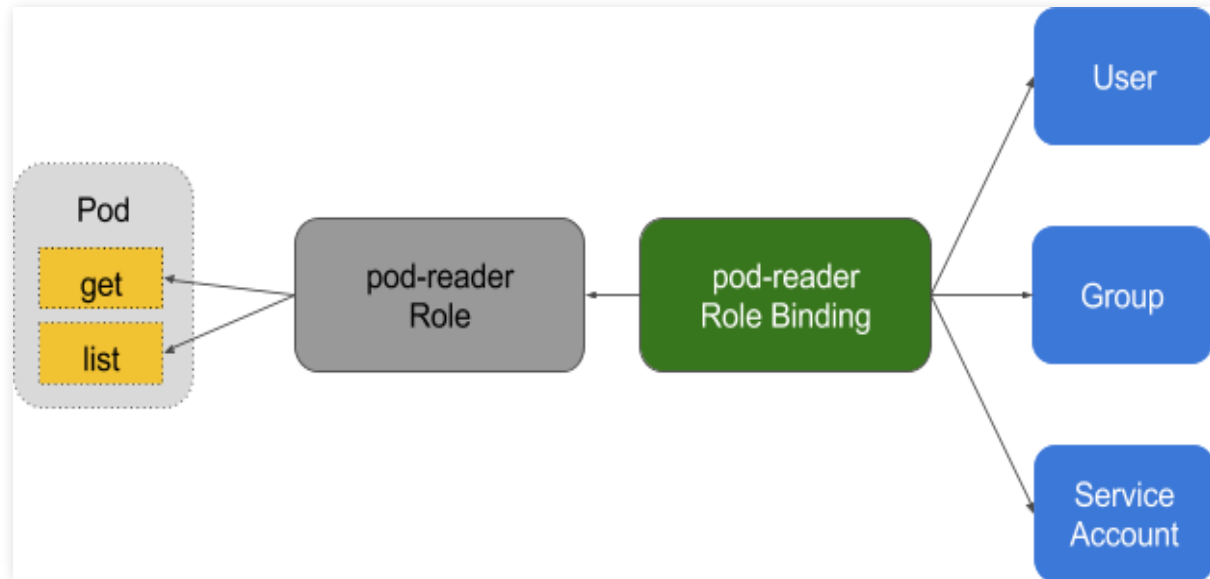 Pod
get
list
pod-reader
Role
pod-reader
Role Binding
User
Group
Service
Account